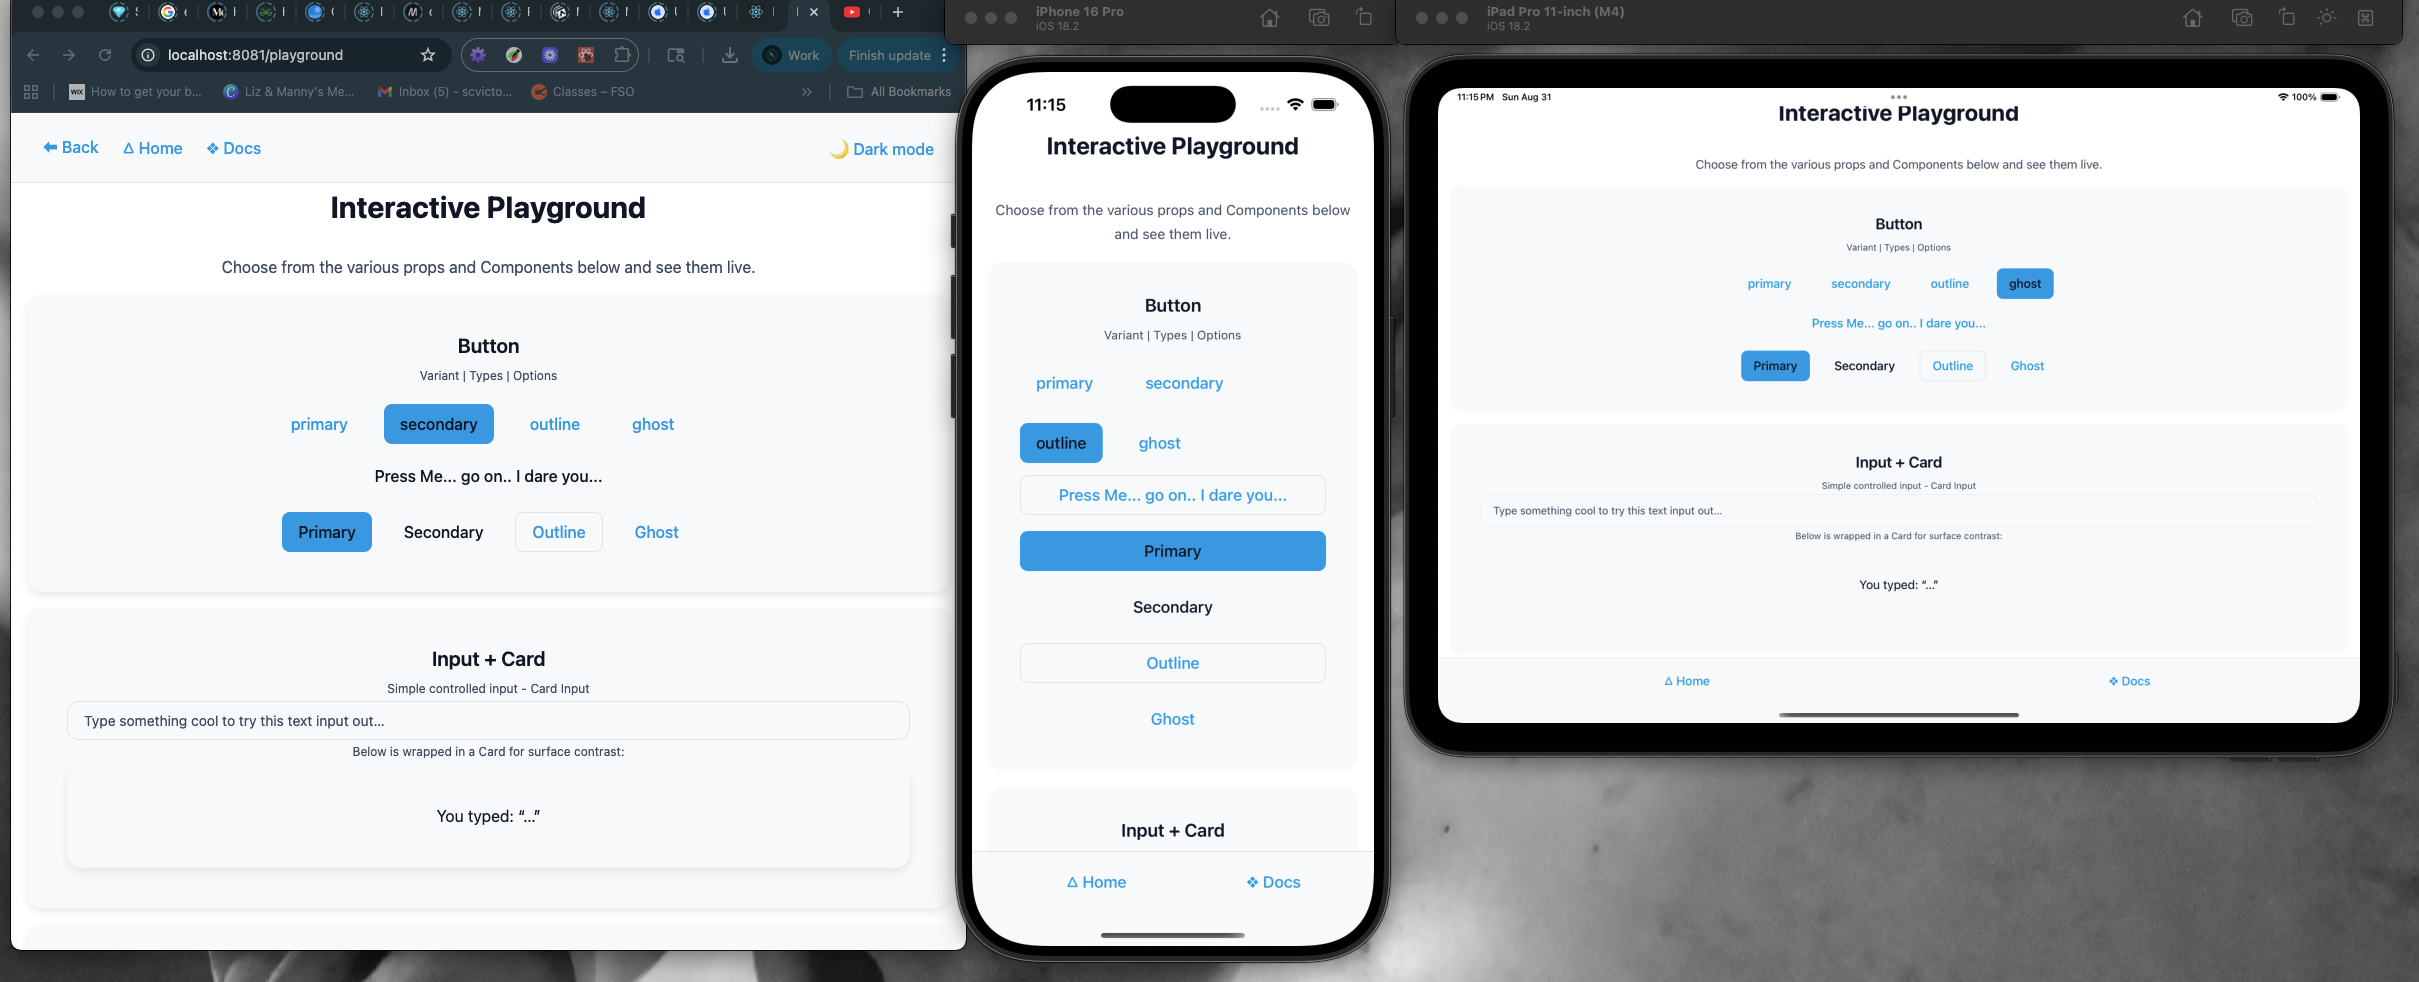 localhost:8081/playground
Work
Finish update
How to get your b...
Liz & Manny's Me...
Inbox (5) - scvicto...
Classes – FSO
All Bookmarks
Back
Home
Docs
Dark mode
Interactive Playground
Choose from the various props and Components below and see them live.
Button
Variant | Types | Options
primary secondary outline ghost
Press Me... go on.. I dare you...
Primary Secondary Outline Ghost
Input + Card
Simple controlled input - Card Input
Type something cool to try this text input out...
Below is wrapped in a Card for surface contrast:
You typed: “...”
iPhone 16 Pro
iOS 18.2
11:15
Interactive Playground
Choose from the various props and Components below
and see them live.
Button
Variant | Types | Options
primary secondary
outline ghost
Press Me... go on.. I dare you...
Primary
Secondary
Outline
Ghost
Input + Card
Home Docs
iPad Pro 11-inch (M4)
iOS 18.2
11:15 PM Sun Aug 31
100%
Interactive Playground
Choose from the various props and Components below and see them live.
Button
Variant | Types | Options
primary secondary outline ghost
Press Me... go on.. I dare you...
Primary Secondary Outline Ghost
Input + Card
Simple controlled input - Card Input
Type something cool to try this text input out...
Below is wrapped in a Card for surface contrast:
You typed: “...”
Home Docs